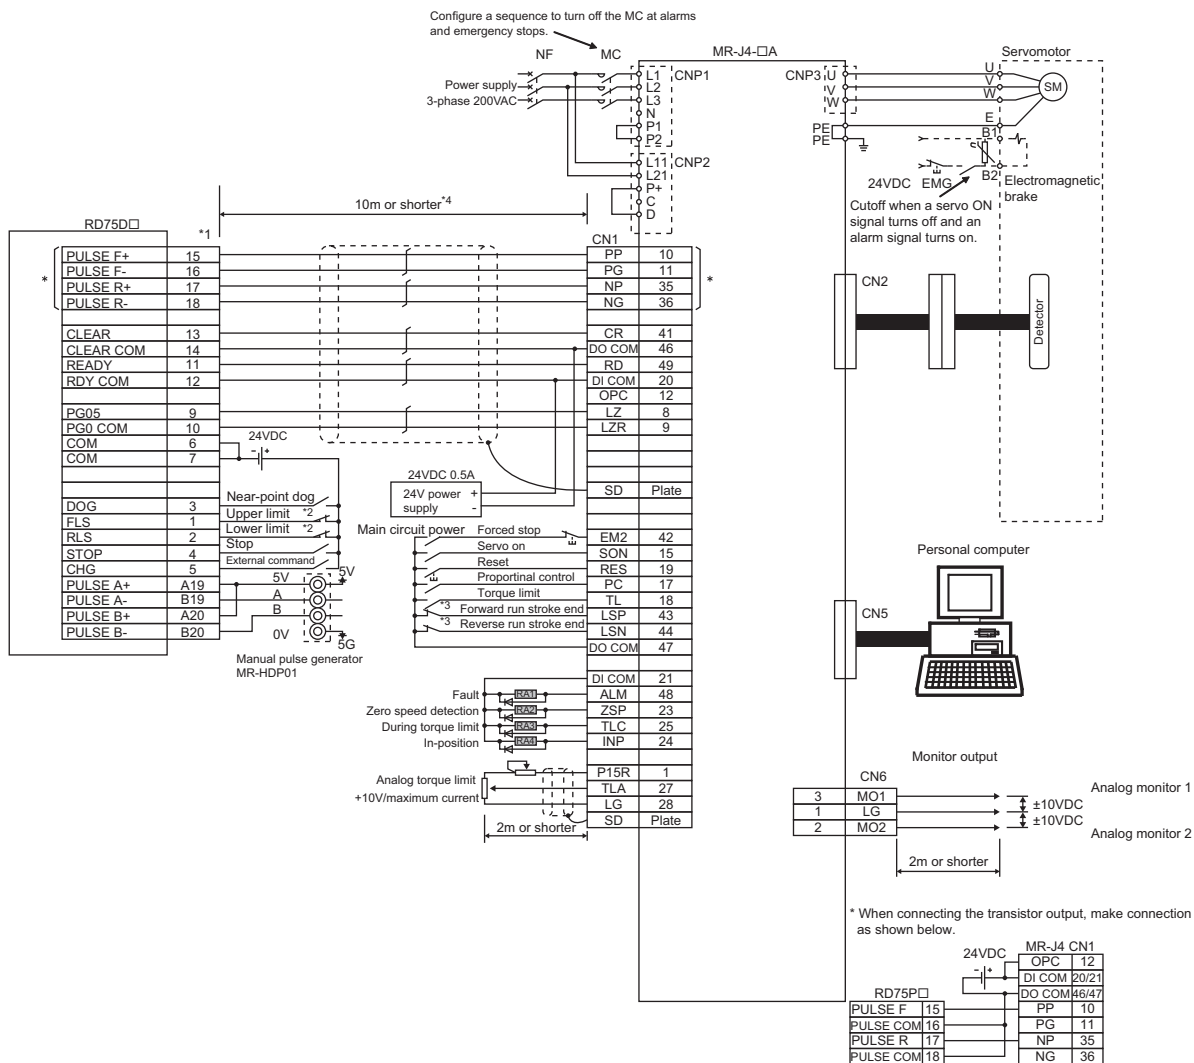 Configure a sequence to turn off the MC at alarms
and emergency stops.
NF
MC
MR-J4-□A
Servomotor
Power supply
3-phase 200VAC
L1 CNP1
L2
L3
N
P1
P2
L11 CNP2
L21
P+
C
D
CNP3 U
V
W
PE
PE
U
V
W
SM
E
B1
B2
24VDC EMG
Electromagnetic
brake
Cutoff when a servo ON
signal turns off and an
alarm signal turns on.
10m or shorter*4
RD75D□
*1
*
PULSE F+ 15
PULSE F- 16
PULSE R+ 17
PULSE R- 18
CLEAR 13
CLEAR COM 14
READY 11
RDY COM 12
PG05 9
PG0 COM 10
COM 6
COM 7
DOG 3
FLS 1
RLS 2
STOP 4
CHG 5
PULSE A+ A19
PULSE A- B19
PULSE B+ A20
PULSE B- B20
24VDC
- +
Near-point dog
Upper limit *2
Lower limit *2
Stop
External command
5V
A
B
0V
5V
5G
Manual pulse generator
MR-HDP01
CN1
PP 10
PG 11
NP 35
NG 36
*
CR 41
DO COM 46
RD 49
DI COM 20
OPC 12
LZ 8
LZR 9
SD Plate
EM2 42
SON 15
RES 19
PC 17
TL 18
LSP 43
LSN 44
DO COM 47
DI COM 21
ALM 48
ZSP 23
TLC 25
INP 24
P15R 1
TLA 27
LG 28
SD Plate
24VDC 0.5A
24V power +
supply -
Main circuit power
Forced stop
Servo on
Reset
Proportinal control
Torque limit
*3 Forward run stroke end
*3 Reverse run stroke end
Fault RA1
Zero speed detection RA2
During torque limit RA3
In-position RA4
Analog torque limit
+10V/maximum current
2m or shorter
CN2
Detector
Personal computer
CN5
Monitor output
CN6
3 MO1
1 LG
2 MO2
Analog monitor 1
±10VDC
±10VDC
Analog monitor 2
2m or shorter
* When connecting the transistor output, make connection
as shown below.
24VDC
- +
MR-J4 CN1
OPC 12
DI COM 20/21
DO COM 46/47
PP 10
PG 11
NP 35
NG 36
RD75P□
PULSE F 15
PULSE COM 16
PULSE R 17
PULSE COM 18